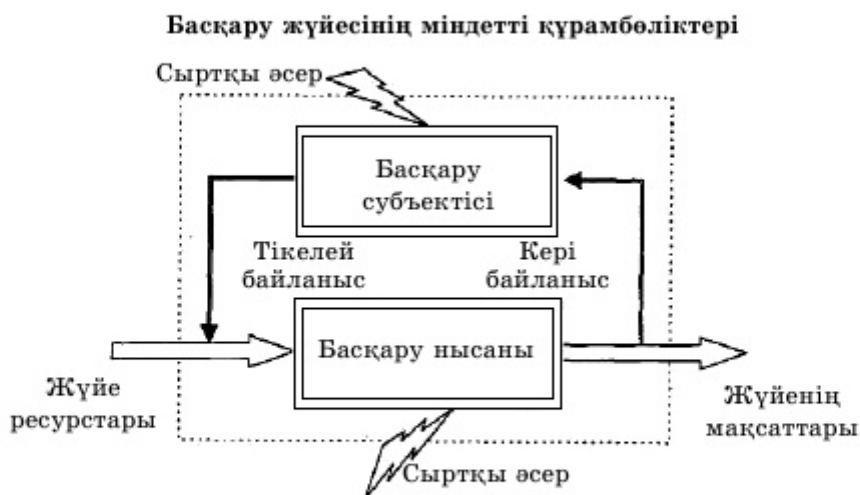 Басқару жүйесінің міндетті құрамбөліктері
Сыртқы әсер
Басқару
субъектісі
Тікелей
байланыс
Кері
байланыс
Басқару нысаны
Жүйе
ресурстары
Жүйенің
мақсаттары
Сыртқы әсер